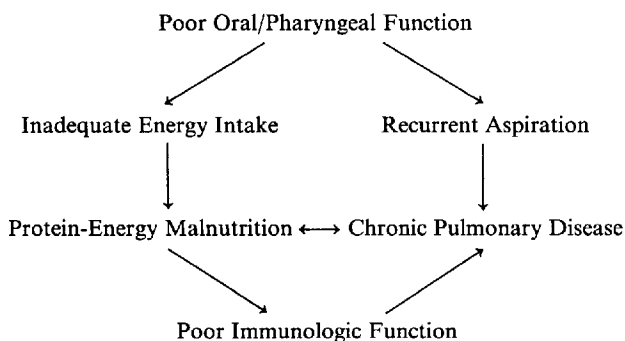 Poor Oral/Pharyngeal Function
Inadequate Energy Intake Recurrent Aspiration
Protein-Energy Malnutrition ↔ Chronic Pulmonary Disease
Poor Immunologic Function